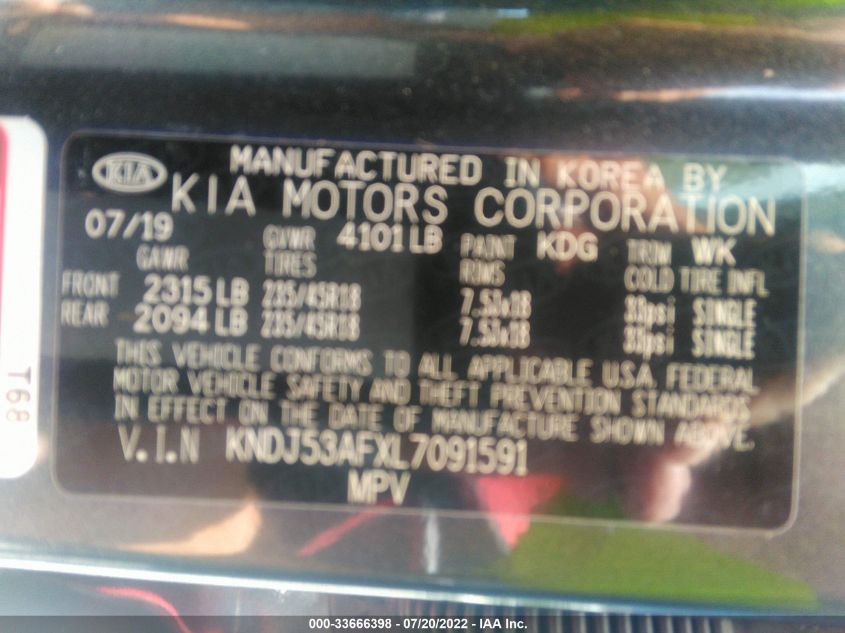 KIA
MANUFACTURED IN KOREA BY
KIA MOTORS CORPORATION
07/19 GVWR 4101 LB PAINT KDG TRIM WK
GAWR TIRES RIMS COLD TIRE INFL
FRONT 2315 LB 235/45R18 7.5Jx18 33psi SINGLE
REAR 2094 LB 235/45R18 7.5Jx18 33psi SINGLE
THIS VEHICLE CONFORMS TO ALL APPLICABLE U.S.A. FEDERAL
MOTOR VEHICLE SAFETY AND THEFT PREVENTION STANDARDS
IN EFFECT ON THE DATE OF MANUFACTURE SHOWN ABOVE.
V.I.N KNDJ53AFXL7091591
MPV
T68
000-33666398 - 07/20/2022 - IAA Inc.